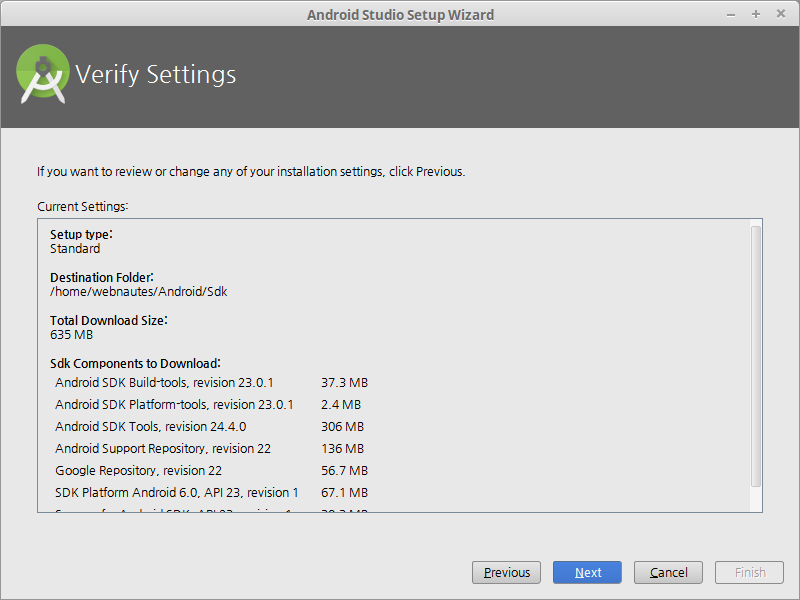 Android Studio Setup Wizard
Verify Settings
If you want to review or change any of your installation settings, click Previous.
Current Settings:
Setup type:
Standard
Destination Folder:
/home/webnautes/Android/Sdk
Total Download Size:
635 MB
Sdk Components to Download:
Android SDK Build-tools, revision 23.0.1 37.3 MB
Android SDK Platform-tools, revision 23.0.1 2.4 MB
Android SDK Tools, revision 24.4.0 306 MB
Android Support Repository, revision 22 136 MB
Google Repository, revision 22 56.7 MB
SDK Platform Android 6.0, API 23, revision 1 67.1 MB
Previous Next Cancel Finish